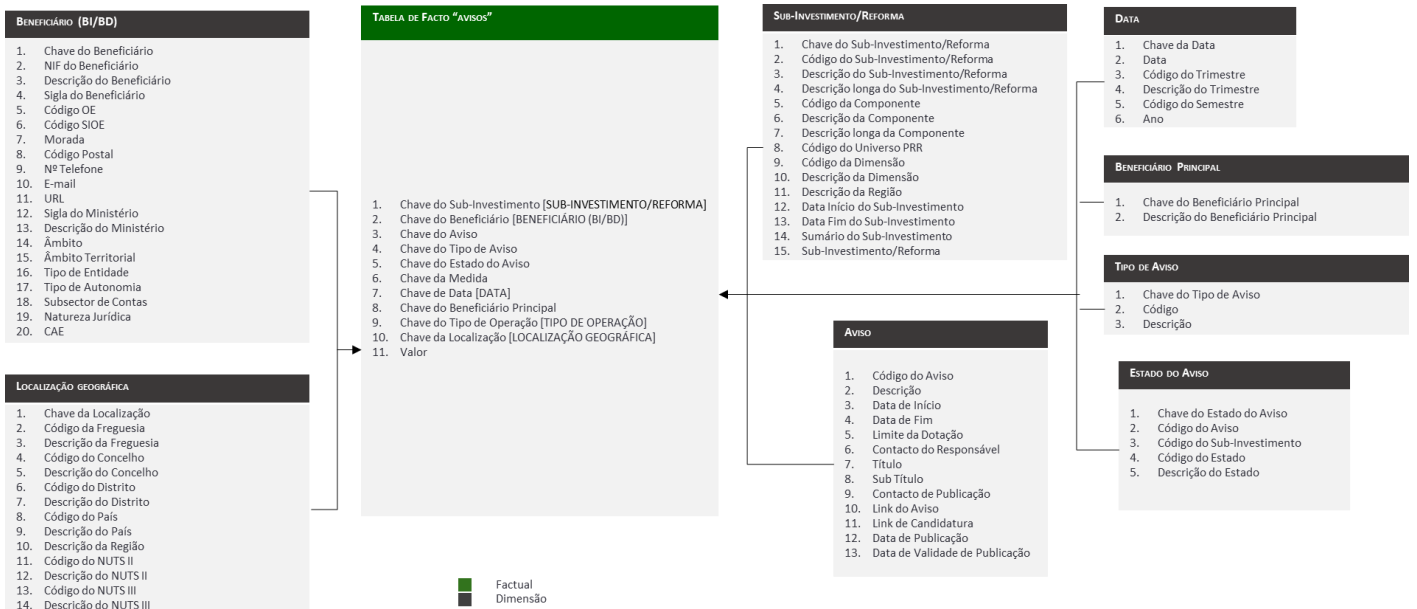 BENEFICIÁRIO (BI/BD)
1. Chave do Beneficiário
2. NIF do Beneficiário
3. Descrição do Beneficiário
4. Sigla do Beneficiário
5. Código OE
6. Código SIOE
7. Morada
8. Código Postal
9. Nº Telefone
10. E-mail
11. URL
12. Sigla do Ministério
13. Descrição do Ministério
14. Âmbito
15. Âmbito Territorial
16. Tipo de Entidade
17. Tipo de Autonomia
18. Subsector de Contas
19. Natureza Jurídica
20. CAE
LOCALIZAÇÃO GEOGRÁFICA
1. Chave da Localização
2. Código da Freguesia
3. Descrição da Freguesia
4. Código do Concelho
5. Descrição do Concelho
6. Código do Distrito
7. Descrição do Distrito
8. Código do País
9. Descrição do País
10. Descrição da Região
11. Código do NUTS II
12. Descrição do NUTS II
13. Código do NUTS III
14. Descrição do NUTS III
TABELA DE FACTO “AVISOS”
1. Chave do Sub-Investimento [SUB-INVESTIMENTO/REFORMA]
2. Chave do Beneficiário [BENEFICIÁRIO (BI/BD)]
3. Chave do Aviso
4. Chave do Tipo de Aviso
5. Chave do Estado do Aviso
6. Chave da Medida
7. Chave de Data [DATA]
8. Chave do Beneficiário Principal
9. Chave do Tipo de Operação [TIPO DE OPERAÇÃO]
10. Chave da Localização [LOCALIZAÇÃO GEOGRÁFICA]
11. Valor
Factual
Dimensão
SUB-INVESTIMENTO/REFORMA
1. Chave do Sub-Investimento/Reforma
2. Código do Sub-Investimento/Reforma
3. Descrição do Sub-Investimento/Reforma
4. Descrição longa do Sub-Investimento/Reforma
5. Código da Componente
6. Descrição da Componente
7. Descrição longa da Componente
8. Código do Universo PRR
9. Código da Dimensão
10. Descrição da Dimensão
11. Descrição da Região
12. Data Início do Sub-Investimento
13. Data Fim do Sub-Investimento
14. Sumário do Sub-Investimento
15. Sub-Investimento/Reforma
AVISO
1. Código do Aviso
2. Descrição
3. Data de Início
4. Data de Fim
5. Limite da Dotação
6. Contacto do Responsável
7. Título
8. Sub Título
9. Contacto de Publicação
10. Link do Aviso
11. Link de Candidatura
12. Data de Publicação
13. Data de Validade de Publicação
DATA
1. Chave da Data
2. Data
3. Código do Trimestre
4. Descrição do Trimestre
5. Código do Semestre
6. Ano
BENEFICIÁRIO PRINCIPAL
1. Chave do Beneficiário Principal
2. Descrição do Beneficiário Principal
TIPO DE AVISO
1. Chave do Tipo de Aviso
2. Código
3. Descrição
ESTADO DO AVISO
1. Chave do Estado do Aviso
2. Código do Aviso
3. Código do Sub-Investimento
4. Código do Estado
5. Descrição do Estado